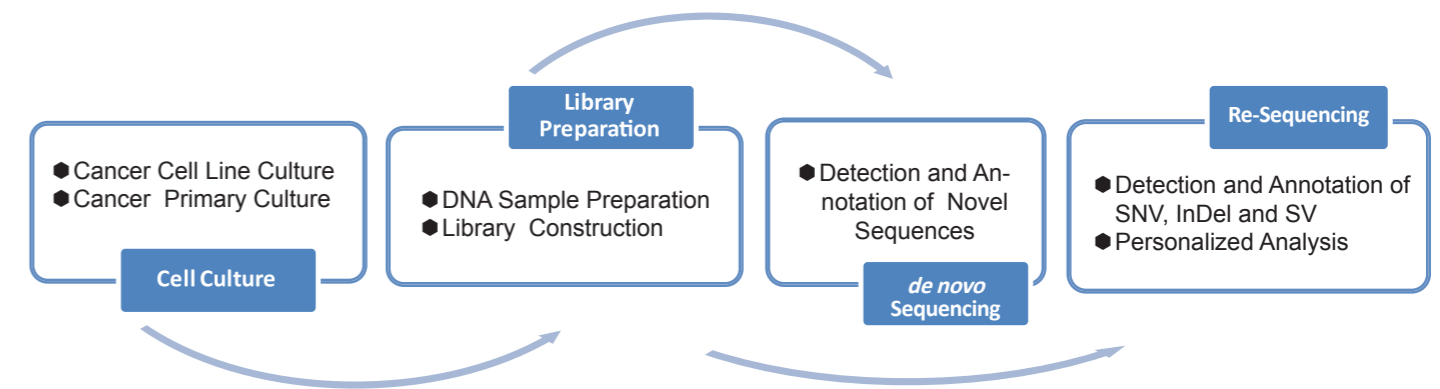 Cancer Cell Line Culture
Cancer Primary Culture
Cell Culture
Library
Preparation
DNA Sample Preparation
Library Construction
Detection and An-
notation of Novel
Sequences
de novo
Sequencing
Re-Sequencing
Detection and Annotation of
SNV, InDel and SV
Personalized Analysis